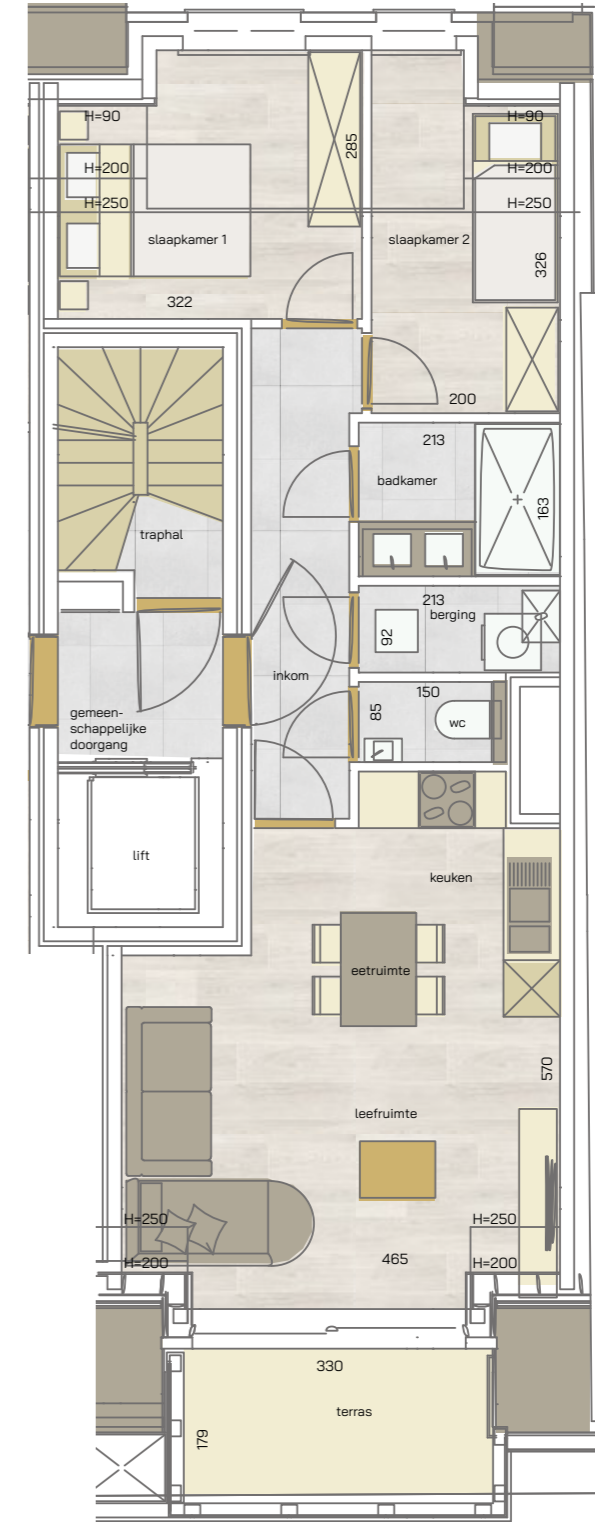 H=90
H=90
285
H=200
H=200
H=250
H=250
slaapkamer 1
slaapkamer 2
326
322
200
213
badkamer
163
traphal
213
berging
92
inkom
150
85
wc
gemeen-
schappelijke
doorgang
lift
keuken
eetruimte
570
leefruimte
H=250
H=250
465
H=200
H=200
330
terras
179